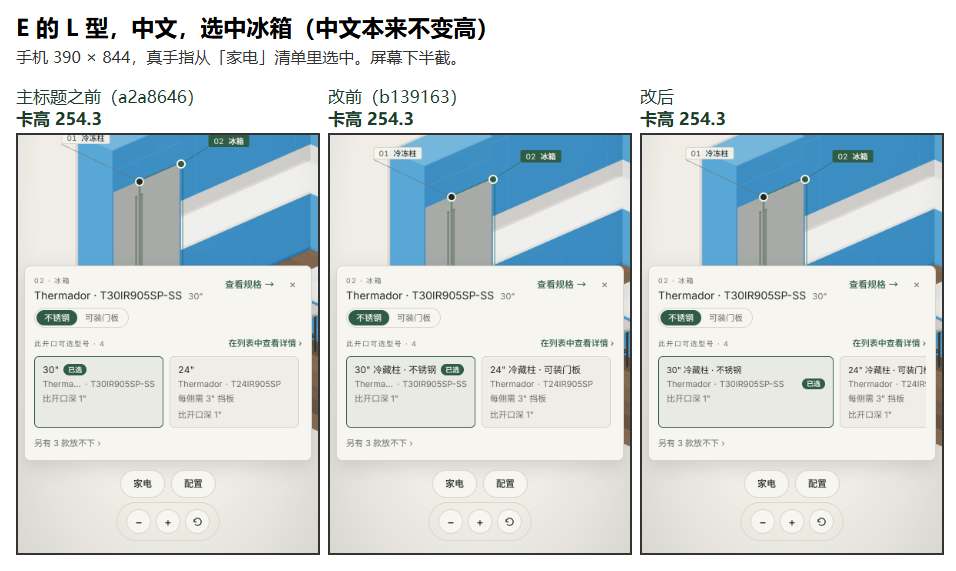 E 的 L 型，中文，选中冰箱（中文本来不变高）
手机 390 × 844，真手指从「家电」清单里选中。屏幕下半截。
主标题之前（a2a8646）
卡高 254.3
01 冷冻柱
02 冰箱
02 · 冰箱
查看规格 → ×
Thermador · T30IR905SP-SS 30"
不锈钢 可装门板
此开口可选型号 · 4 在列表中查看详情 ›
30" 已选
Therma... · T30IR905SP-SS
比开口深 1"
24"
Thermador · T24IR905SP
每侧需 3" 挡板
比开口深 1"
另有 3 款放不下 ›
家电 配置
− +
改前（b139163）
卡高 254.3
01 冷冻柱
02 冰箱
02 · 冰箱
查看规格 → ×
Thermador · T30IR905SP-SS 30"
不锈钢 可装门板
此开口可选型号 · 4 在列表中查看详情 ›
30" 冷藏柱 · 不锈钢 已选
Therma... · T30IR905SP-SS
比开口深 1"
24" 冷藏柱 · 可装门板
Thermador · T24IR905SP
每侧需 3" 挡板
比开口深 1"
另有 3 款放不下 ›
家电 配置
− +
改后
卡高 254.3
01 冷冻柱
02 冰箱
02 · 冰箱
查看规格 → ×
Thermador · T30IR905SP-SS 30"
不锈钢 可装门板
此开口可选型号 · 4 在列表中查看详情 ›
30" 冷藏柱 · 不锈钢
Thermador · T30IR905SP-SS 已选
比开口深 1"
24" 冷藏柱 · 可装门
Thermador · T24IR
每侧需 3" 挡板
比开口深 1"
另有 3 款放不下 ›
家电 配置
− +